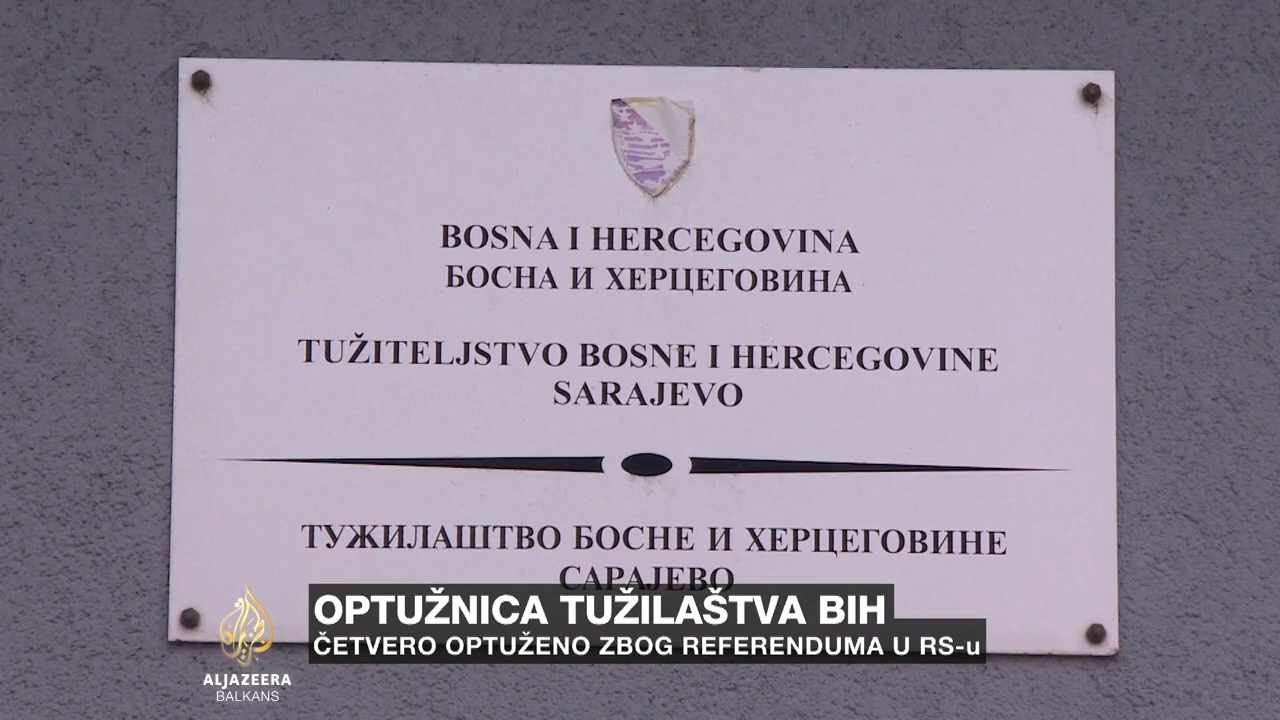 BOSNA I HERCEGOVINA
БОСНА И ХЕРЦЕГОВИНА
TUŽITELJSTVO BOSNE I HERCEGOVINE
SARAJEVO
ТУЖИЛАШТВО БОСНЕ И ХЕРЦЕГОВИНЕ
САРАЈЕВО
OPTUŽNICA TUŽILAŠTVA BIH
ČETVERO OPTUŽENO ZBOG REFERENDUMA U RS-u
ALJAZEERA
BALKANS